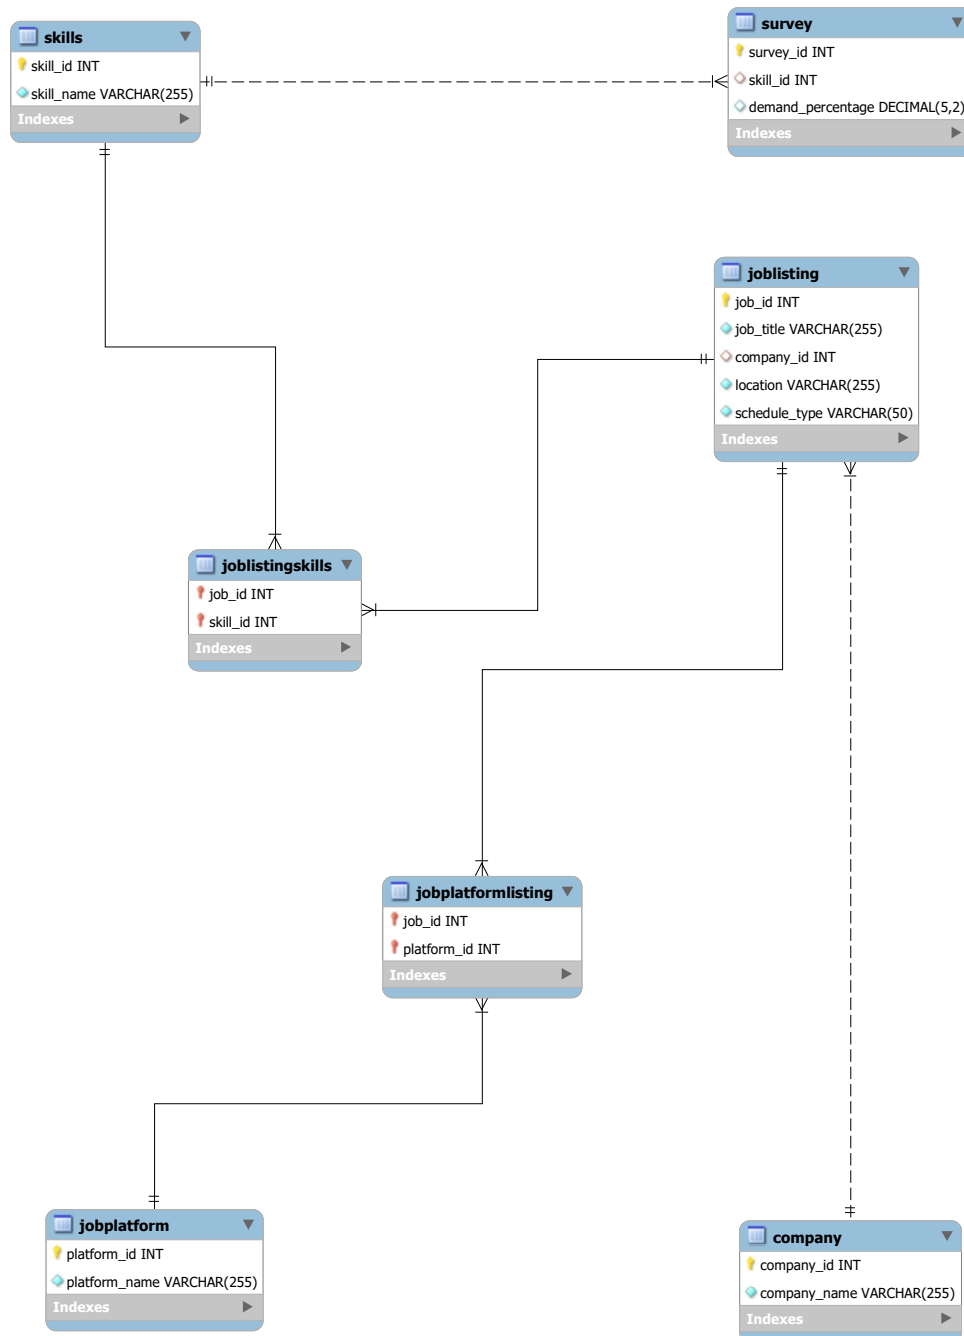 skills
skill_id INT
skill_name VARCHAR(255)
Indexes
survey
survey_id INT
skill_id INT
demand_percentage DECIMAL(5,2)
Indexes
joblisting
job_id INT
job_title VARCHAR(255)
company_id INT
location VARCHAR(255)
schedule_type VARCHAR(50)
Indexes
joblistingskills
job_id INT
skill_id INT
Indexes
jobplatformlisting
job_id INT
platform_id INT
Indexes
jobplatform
platform_id INT
platform_name VARCHAR(255)
Indexes
company
company_id INT
company_name VARCHAR(255)
Indexes